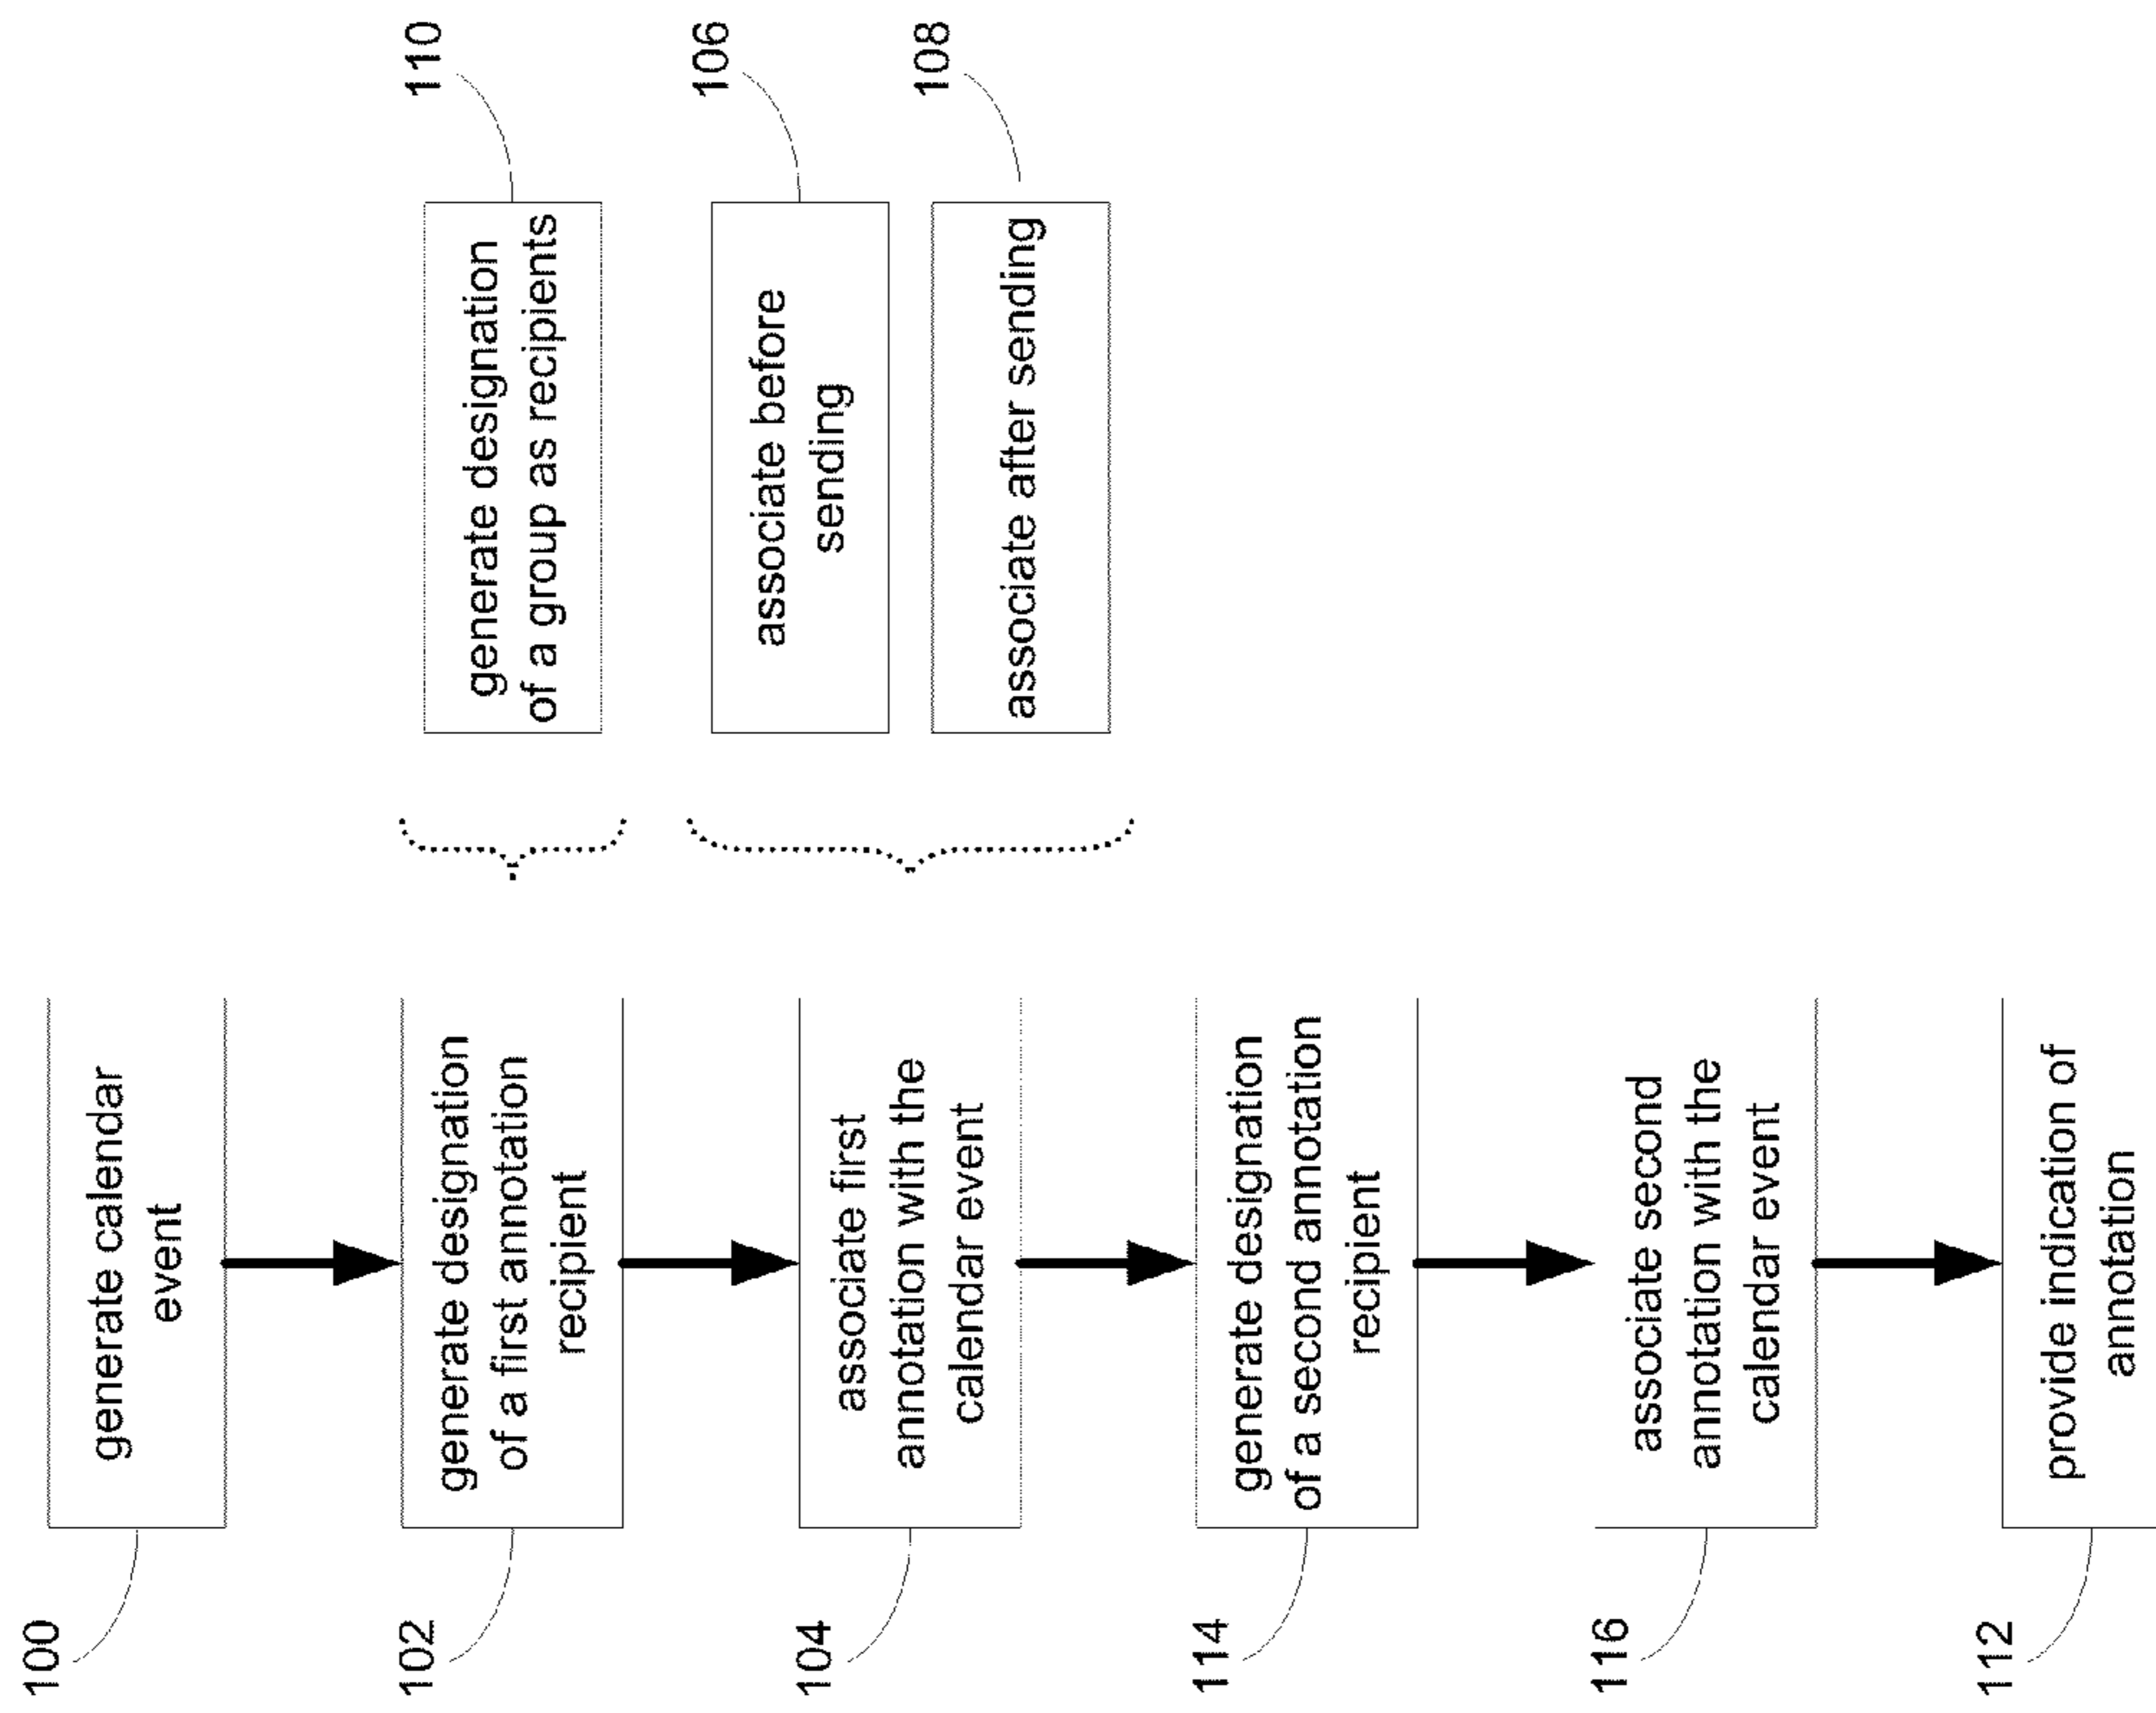 100
generate calendar
event
102
generate designation
of a first annotation
recipient
110
generate designation
of a group as recipients
104
associate first
annotation with the
calendar event
106
associate before
sending
108
associate after sending
114
generate designation
of a second annotation
recipient
116
associate second
annotation with the
calendar event
112
provide indication of
annotation